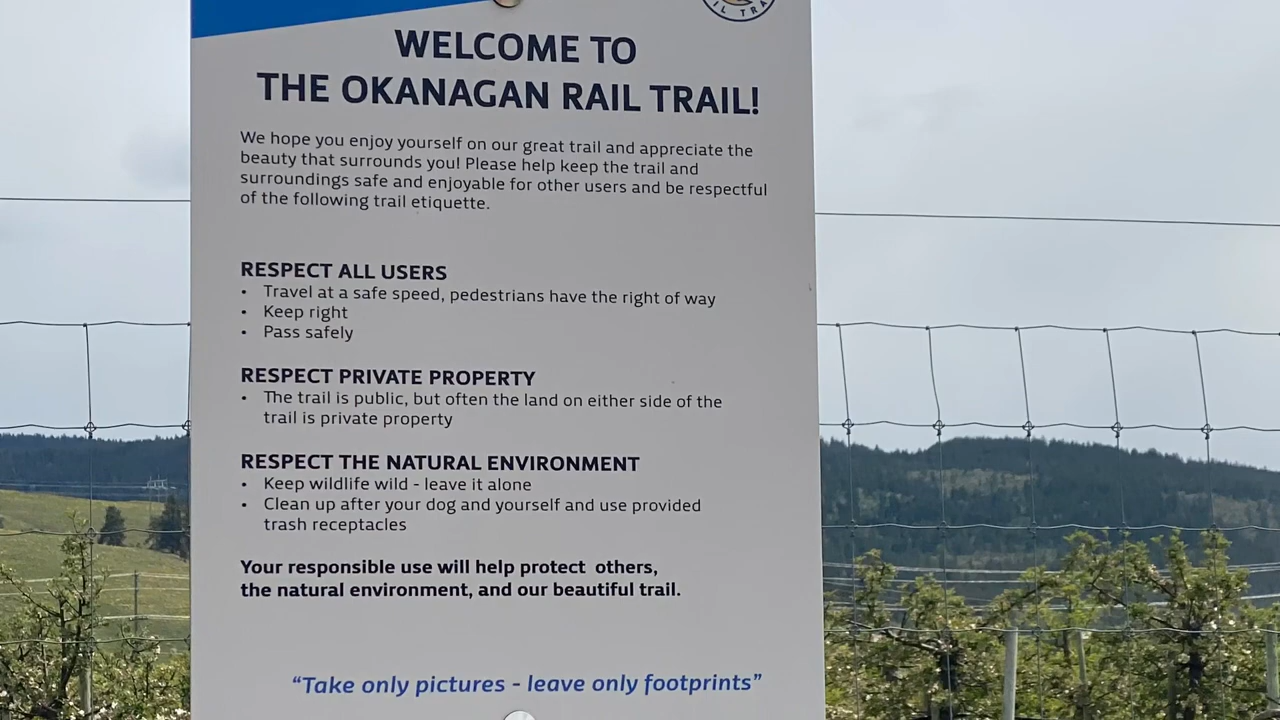 WELCOME TO
THE OKANAGAN RAIL TRAIL!
We hope you enjoy yourself on our great trail and appreciate the
beauty that surrounds you! Please help keep the trail and
surroundings safe and enjoyable for other users and be respectful
of the following trail etiquette.
RESPECT ALL USERS
• Travel at a safe speed, pedestrians have the right of way
• Keep right
• Pass safely
RESPECT PRIVATE PROPERTY
• The trail is public, but often the land on either side of the
trail is private property
RESPECT THE NATURAL ENVIRONMENT
• Keep wildlife wild - leave it alone
• Clean up after your dog and yourself and use provided
trash receptacles
Your responsible use will help protect others,
the natural environment, and our beautiful trail.
“Take only pictures - leave only footprints”